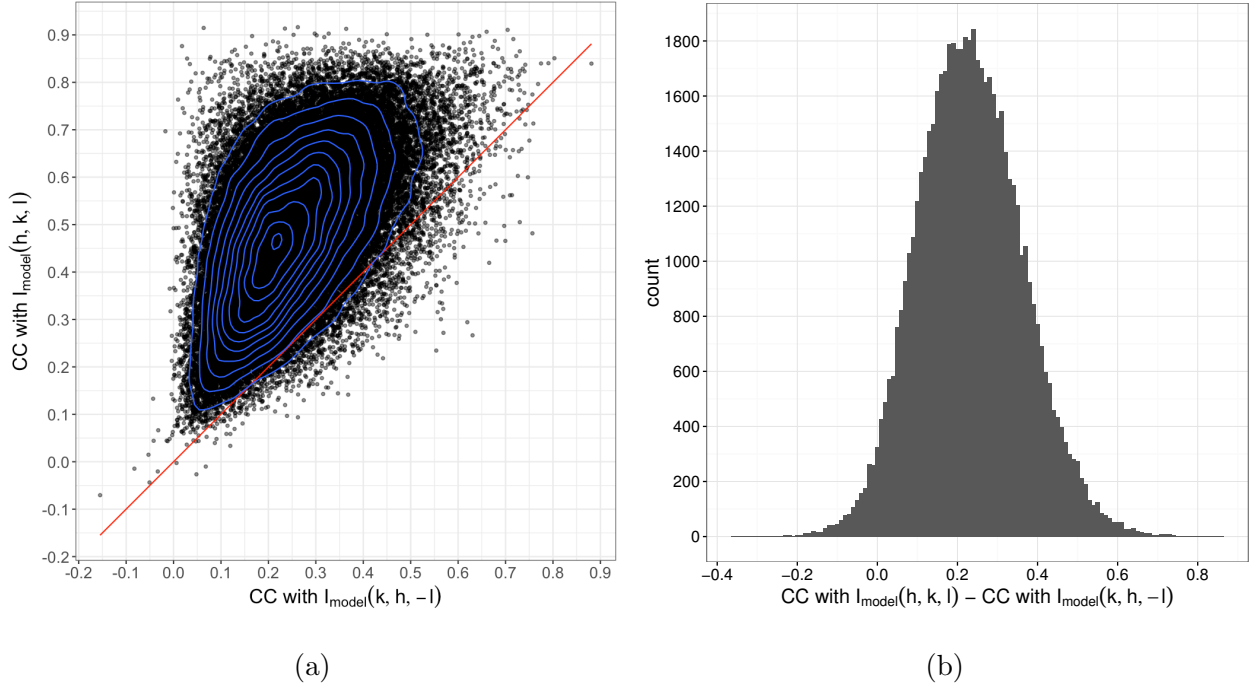 0.9
0.8
0.7
0.6
0.5
0.4
0.3
0.2
0.1
0.0
-0.1
-0.2
CC with I_model(h, k, l)
-0.2 -0.1 0.0 0.1 0.2 0.3 0.4 0.5 0.6 0.7 0.8 0.9
CC with I_model(k, h, −l)
(a)
1800
1600
1400
1200
1000
800
600
400
200
0
count
−0.4 0.0 0.2 0.4 0.6 0.8
−0.2
CC with I_model(h, k, l) − CC with I_model(k, h, −l)
(b)